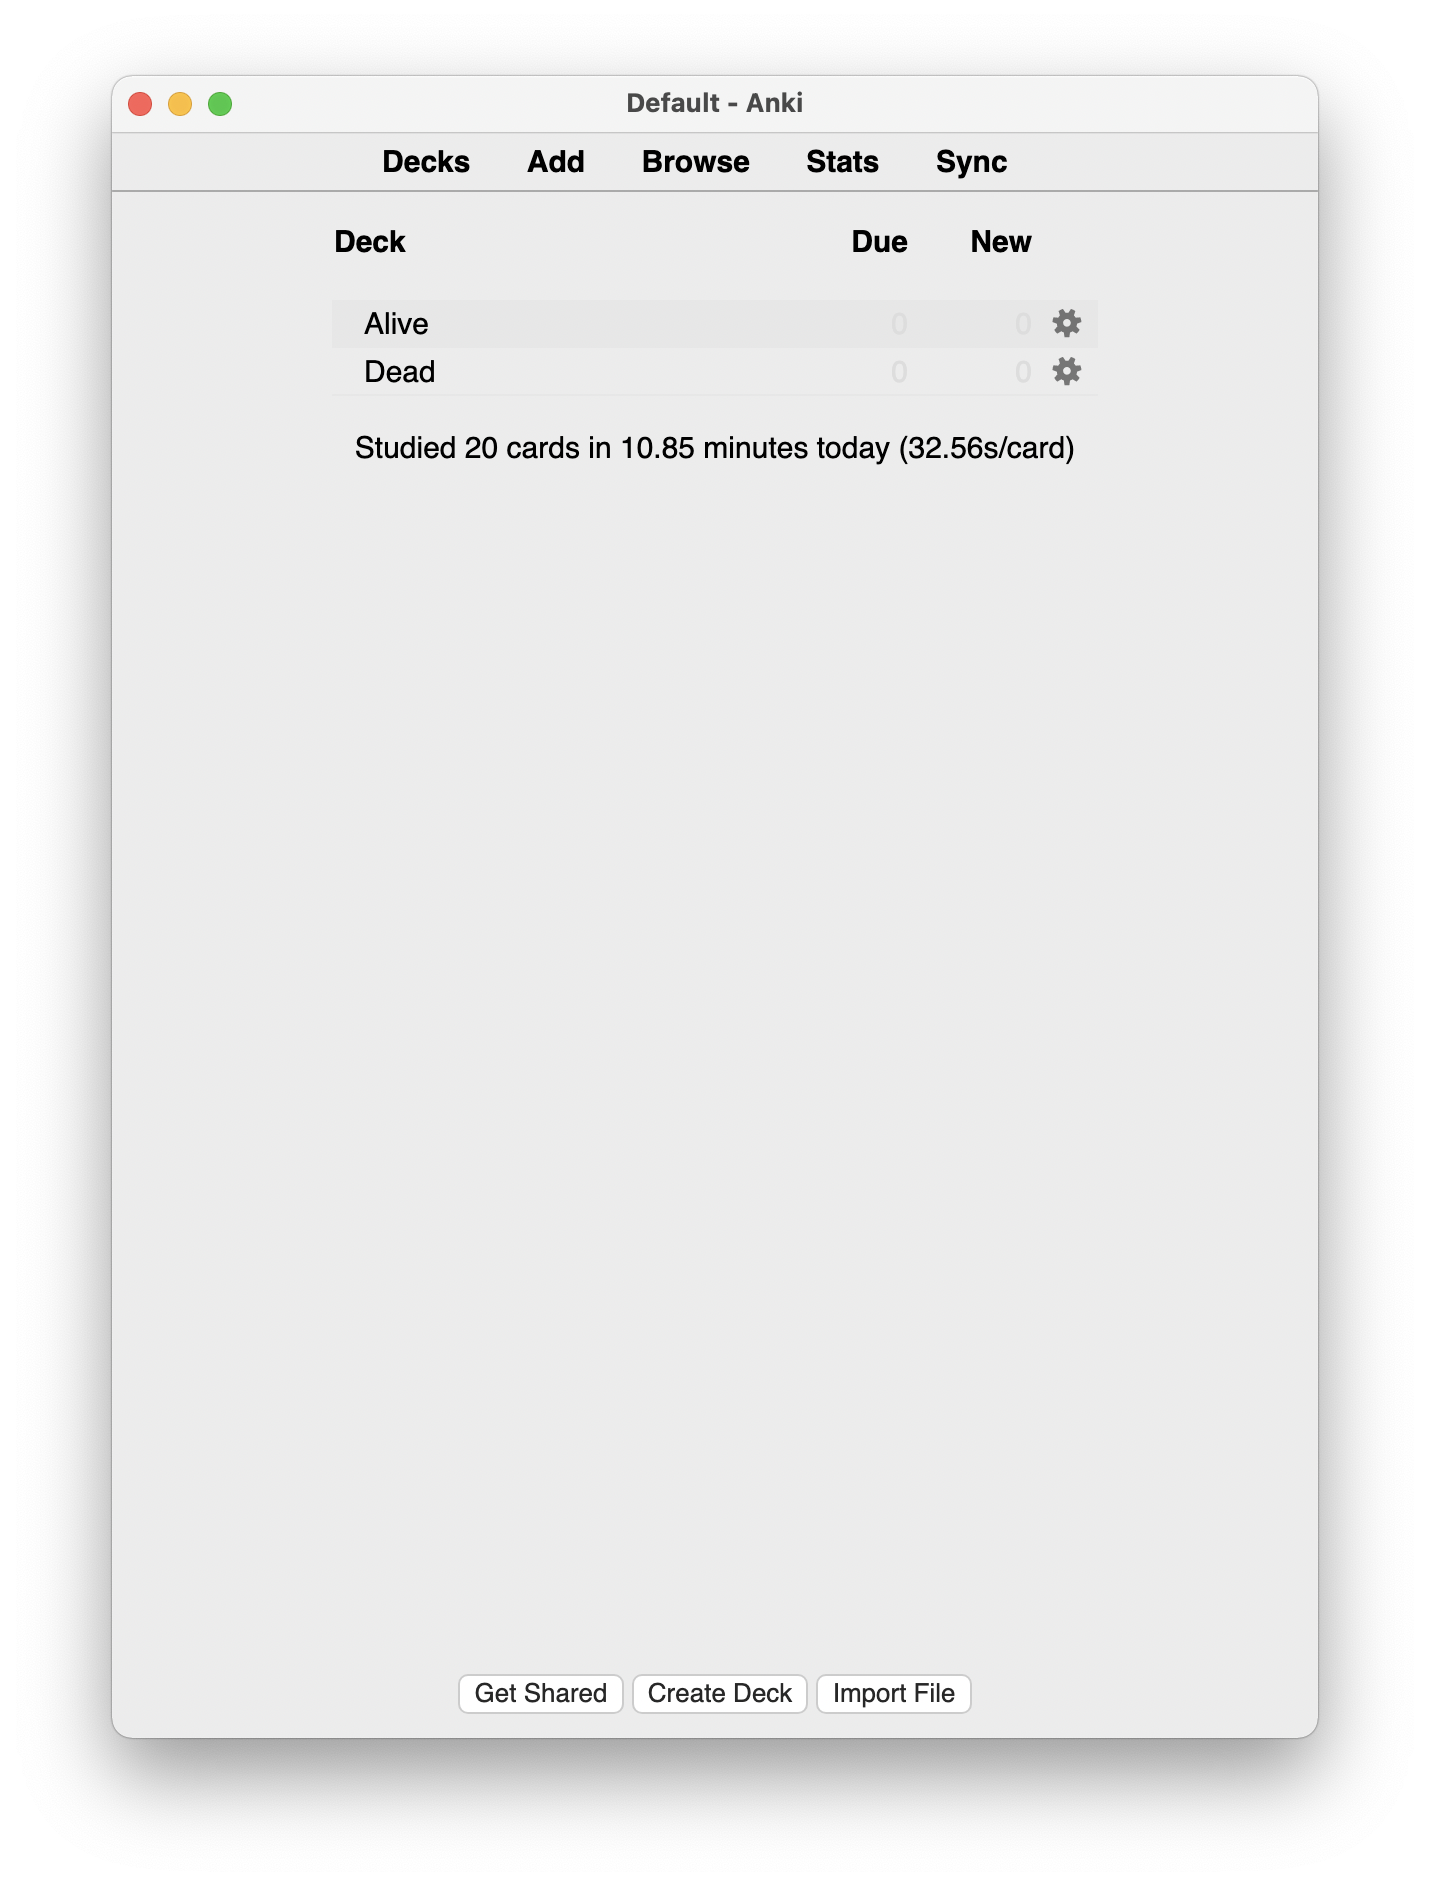 Default - Anki
Decks Add Browse Stats Sync
Deck Due New
Alive 0 0
Dead 0 0
Studied 20 cards in 10.85 minutes today (32.56s/card)
Get Shared Create Deck Import File